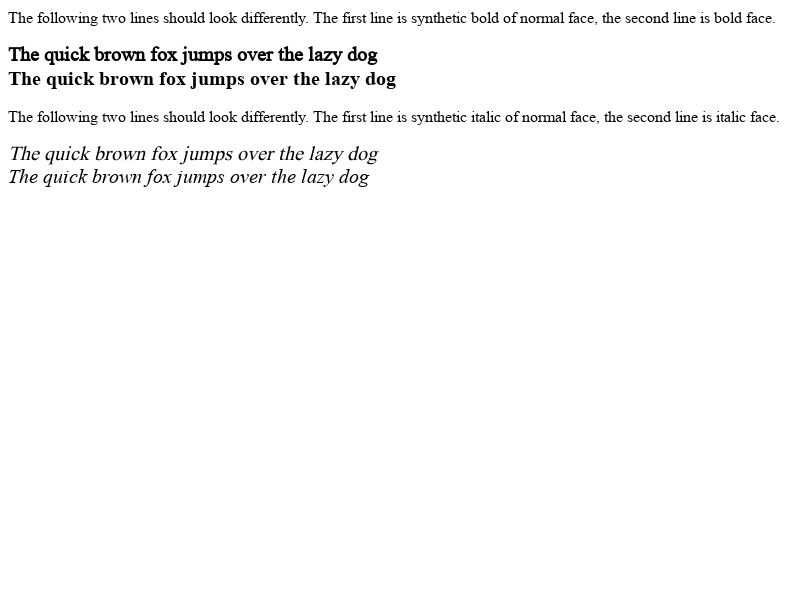 The following two lines should look differently. The first line is synthetic bold of normal face, the second line is bold face.
The quick brown fox jumps over the lazy dog
The quick brown fox jumps over the lazy dog
The following two lines should look differently. The first line is synthetic italic of normal face, the second line is italic face.
The quick brown fox jumps over the lazy dog
The quick brown fox jumps over the lazy dog